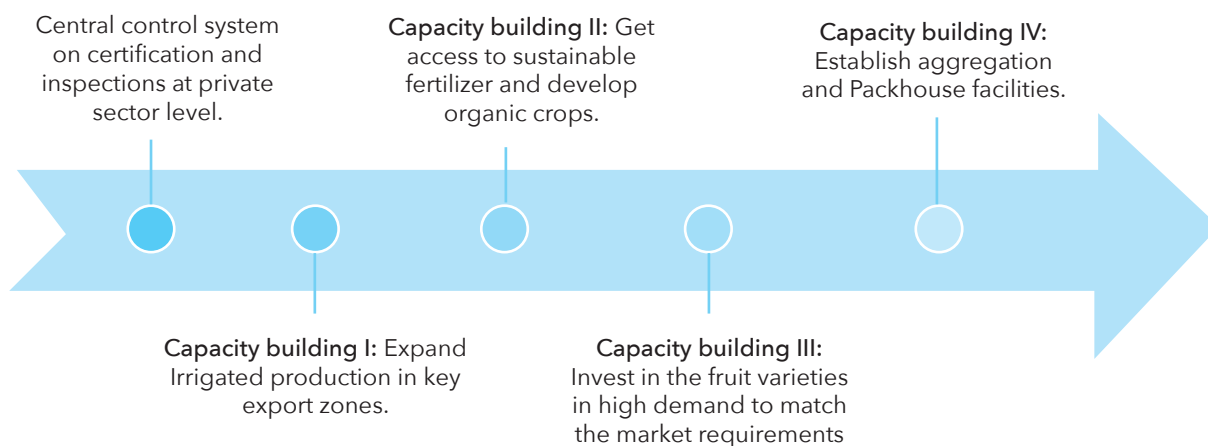 Central control system
on certification and
inspections at private
sector level.
Capacity building I: Expand
Irrigated production in key
export zones.
Capacity building II: Get
access to sustainable
fertilizer and develop
organic crops.
Capacity building III:
Invest in the fruit varieties
in high demand to match
the market requirements
Capacity building IV:
Establish aggregation
and Packhouse facilities.